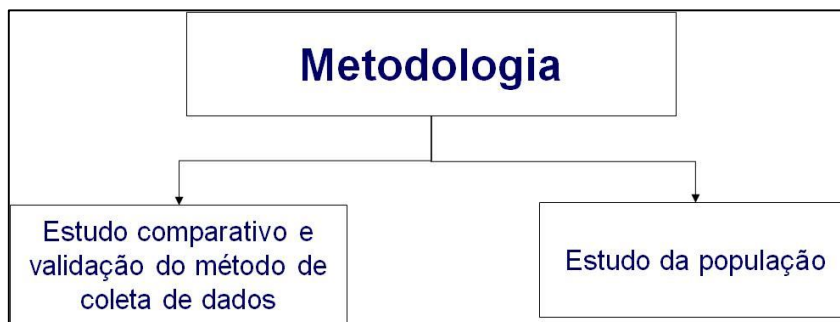 Metodologia
Estudo comparativo e
validação do método de
coleta de dados
Estudo da população